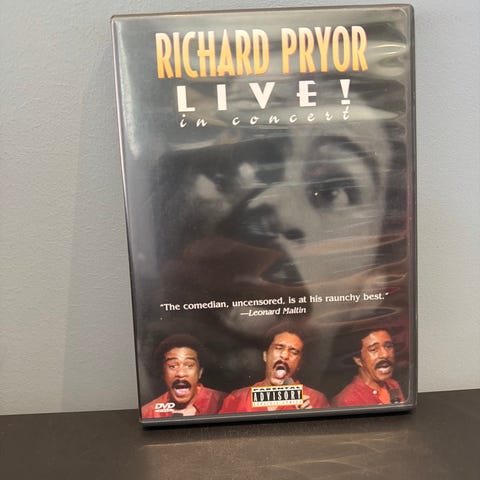 RICHARD PRYOR
LIVE!
in concert
"The comedian, uncensored, is at his raunchy best."
—Leonard Maltin
PARENTAL
ADVISORY
DVD